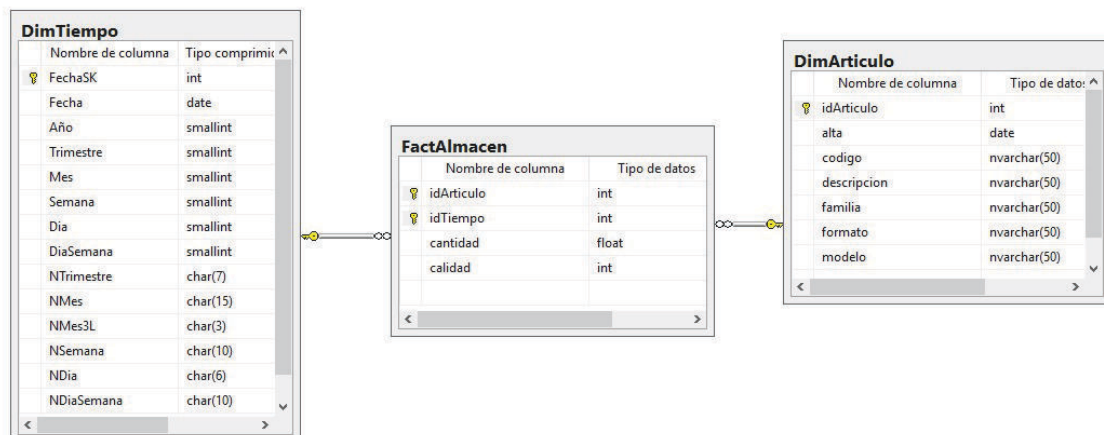 DimTiempo
Nombre de columna Tipo comprimic
FechaSK int
Fecha date
Año smallint
Trimestre smallint
Mes smallint
Semana smallint
Dia smallint
DiaSemana smallint
NTrimestre char(7)
NMes char(15)
NMes3L char(3)
NSemana char(10)
NDia char(6)
NDiaSemana char(10)
FactAlmacen
Nombre de columna Tipo de datos
idArticulo int
idTiempo int
cantidad float
calidad int
DimArticulo
Nombre de columna Tipo de datos
idArticulo int
alta date
codigo nvarchar(50)
descripcion nvarchar(50)
familia nvarchar(50)
formato nvarchar(50)
modelo nvarchar(50)